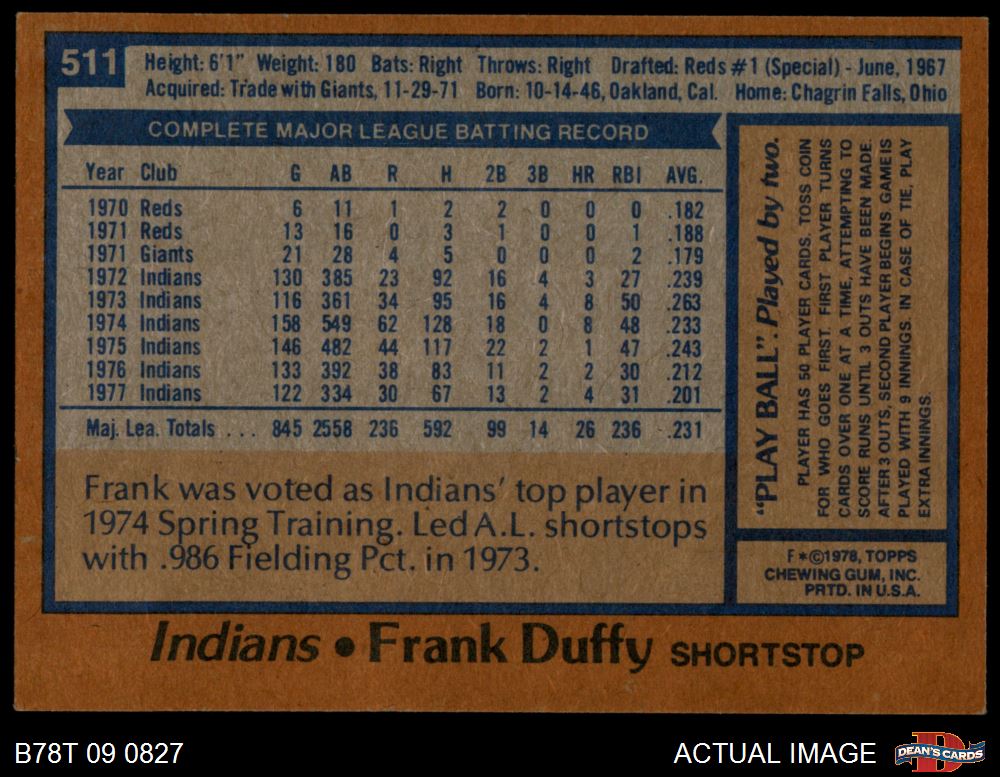 511
Height: 6'1" Weight: 180 Bats: Right Throws: Right Drafted: Reds #1 (Special) - June, 1967
Acquired: Trade with Giants, 11-29-71 Born: 10-14-46, Oakland, Cal. Home: Chagrin Falls, Ohio
COMPLETE MAJOR LEAGUE BATTING RECORD
Year Club G AB R H 2B 3B HR RBI AVG.
1970 Reds 6 11 1 2 2 0 0 0 .182
1971 Reds 13 16 0 3 1 0 0 1 .188
1971 Giants 21 28 4 5 0 0 0 2 .179
1972 Indians 130 385 23 92 16 4 3 27 .239
1973 Indians 116 361 34 95 16 4 8 50 .263
1974 Indians 158 549 62 128 18 0 8 48 .233
1975 Indians 146 482 44 117 22 2 1 47 .243
1976 Indians 133 392 38 83 11 2 2 30 .212
1977 Indians 122 334 30 67 13 2 4 31 .201
Maj. Lea. Totals . . . 845 2558 236 592 99 14 26 236 .231
Frank was voted as Indians' top player in
1974 Spring Training. Led A.L. shortstops
with .986 Fielding Pct. in 1973.
"PLAY BALL". Played by two.
PLAYER HAS 50 PLAYER CARDS. TOSS COIN
FOR WHO GOES FIRST. FIRST PLAYER TURNS
CARDS OVER ONE AT A TIME, ATTEMPTING TO
SCORE RUNS UNTIL 3 OUTS HAVE BEEN MADE.
AFTER 3 OUTS, SECOND PLAYER BEGINS GAME IS
PLAYED WITH 9 INNINGS. IN CASE OF TIE, PLAY
EXTRA INNINGS.
F*©1978, TOPPS
CHEWING GUM, INC.
PRTD. IN U.S.A.
Indians • Frank Duffy SHORTSTOP
B78T 09 0827
ACTUAL IMAGE
D
DEAN'S CARDS